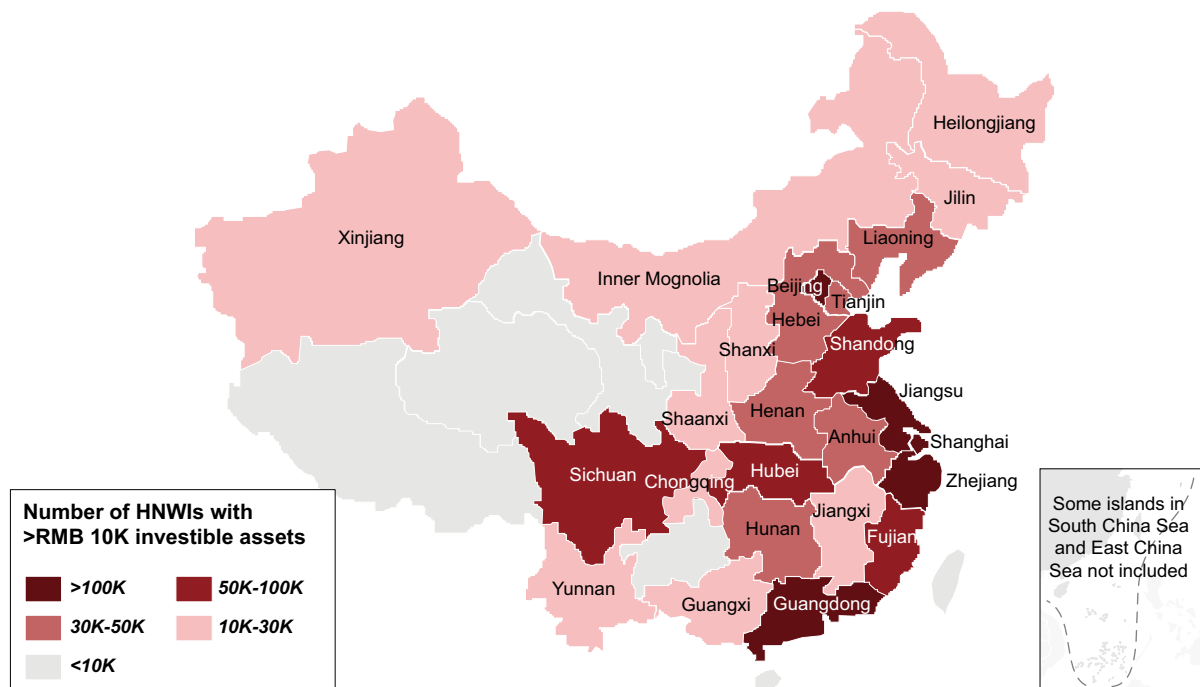 Heilongjiang
Jilin
Xinjiang
Liaoning
Inner Mognolia
Beijing
Tianjin
Hebei
Shanxi
Shandong
Jiangsu
Henan
Shaanxi
Anhui
Shanghai
Sichuan
Hubei
Chongqing
Zhejiang
Jiangxi
Hunan
Fujian
Yunnan
Guangxi
Guangdong
Number of HNWIs with
>RMB 10K investible assets
>100K
50K-100K
30K-50K
10K-30K
<10K
Some islands in
South China Sea
and East China
Sea not included